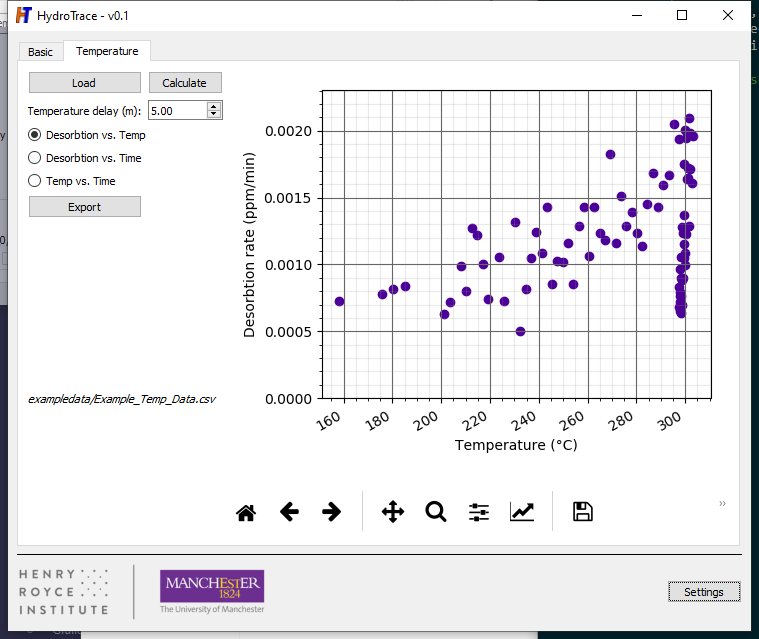 HydroTrace - v0.1
Basic
Temperature
Load
Calculate
Temperature delay (m):
5.00
Desorbtion vs. Temp
Desorbtion vs. Time
Temp vs. Time
Export
exampledata/Example_Temp_Data.csv
Desorbtion rate (ppm/min)
0.0020
0.0015
0.0010
0.0005
0.0000
160
180
200
220
240
260
280
300
Temperature (°C)
»
HENRY
ROYCE
INSTITUTE
MANCHESTER
1824
The University of Manchester
Settings